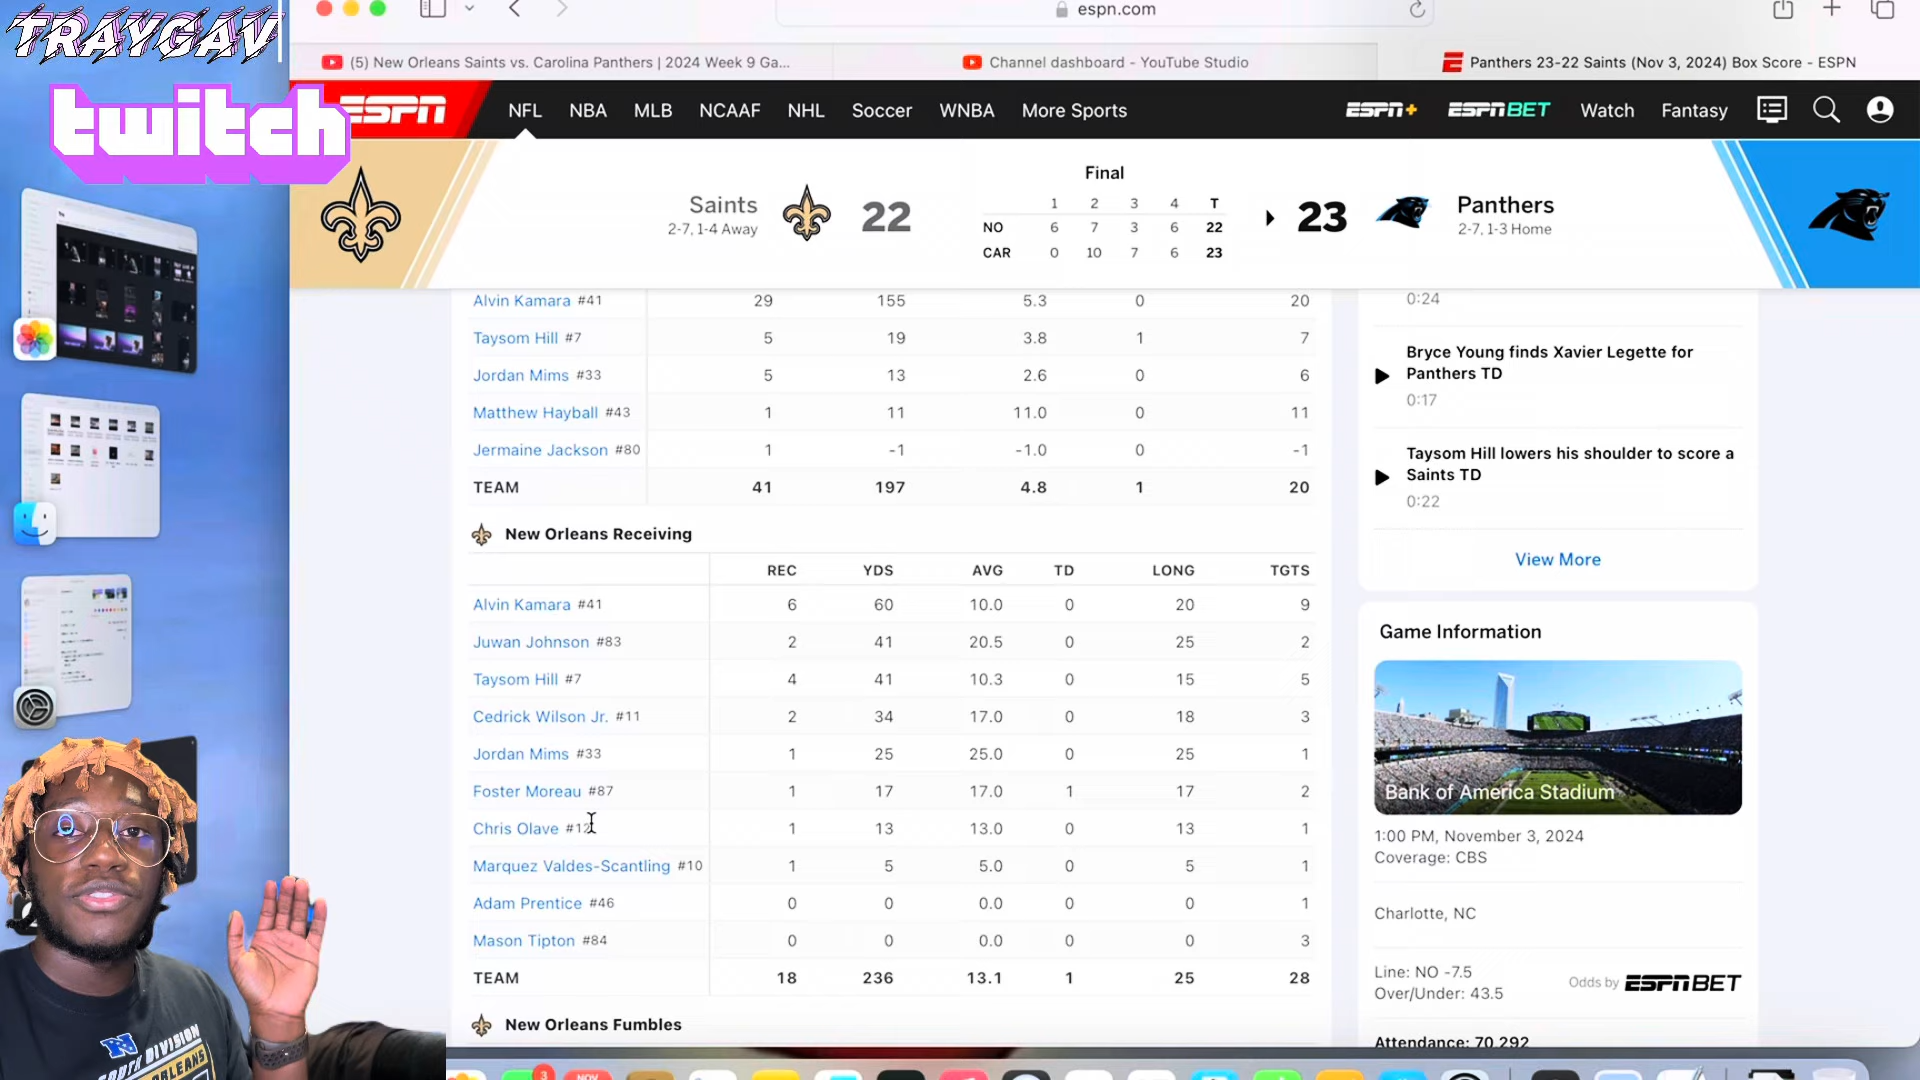 TRAYGAV
espn.com
(5) New Orleans Saints vs. Carolina Panthers | 2024 Week 9 Ga...
Channel dashboard - YouTube Studio
Panthers 23-22 Saints (Nov 3, 2024) Box Score - ESPN
twitch
ESPN NFL NBA MLB NCAAF NHL Soccer WNBA More Sports ESPN+ ESPN BET Watch Fantasy
Final
Saints 22 1 2 3 4 T 23 Panthers
2-7, 1-4 Away NO 6 7 3 6 22 2-7, 1-3 Home
CAR 0 10 7 6 23
Alvin Kamara #41 29 155 5.3 0 20
Taysom Hill #7 5 19 3.8 1 7
Jordan Mims #33 5 13 2.6 0 6
Matthew Hayball #43 1 11 11.0 0 11
Jermaine Jackson #80 1 -1 -1.0 0 -1
TEAM 41 197 4.8 1 20
New Orleans Receiving
REC YDS AVG TD LONG TGTS
Alvin Kamara #41 6 60 10.0 0 20 9
Juwan Johnson #83 2 41 20.5 0 25 2
Taysom Hill #7 4 41 10.3 0 15 5
Cedrick Wilson Jr. #11 2 34 17.0 0 18 3
Jordan Mims #33 1 25 25.0 0 25 1
Foster Moreau #87 1 17 17.0 1 17 2
Chris Olave #12 1 13 13.0 0 13 1
Marquez Valdes-Scantling #10 1 5 5.0 0 5 1
Adam Prentice #46 0 0 0.0 0 0 1
Mason Tipton #84 0 0 0.0 0 0 3
TEAM 18 236 13.1 1 25 28
New Orleans Fumbles
0:24
Bryce Young finds Xavier Legette for
Panthers TD
0:17
Taysom Hill lowers his shoulder to score a
Saints TD
0:22
View More
Game Information
Bank of America Stadium
1:00 PM, November 3, 2024
Coverage: CBS
Charlotte, NC
Line: NO -7.5
Over/Under: 43.5
Odds by ESPN BET
Attendance: 70,292
SOUTH DIVISION
NOV
3